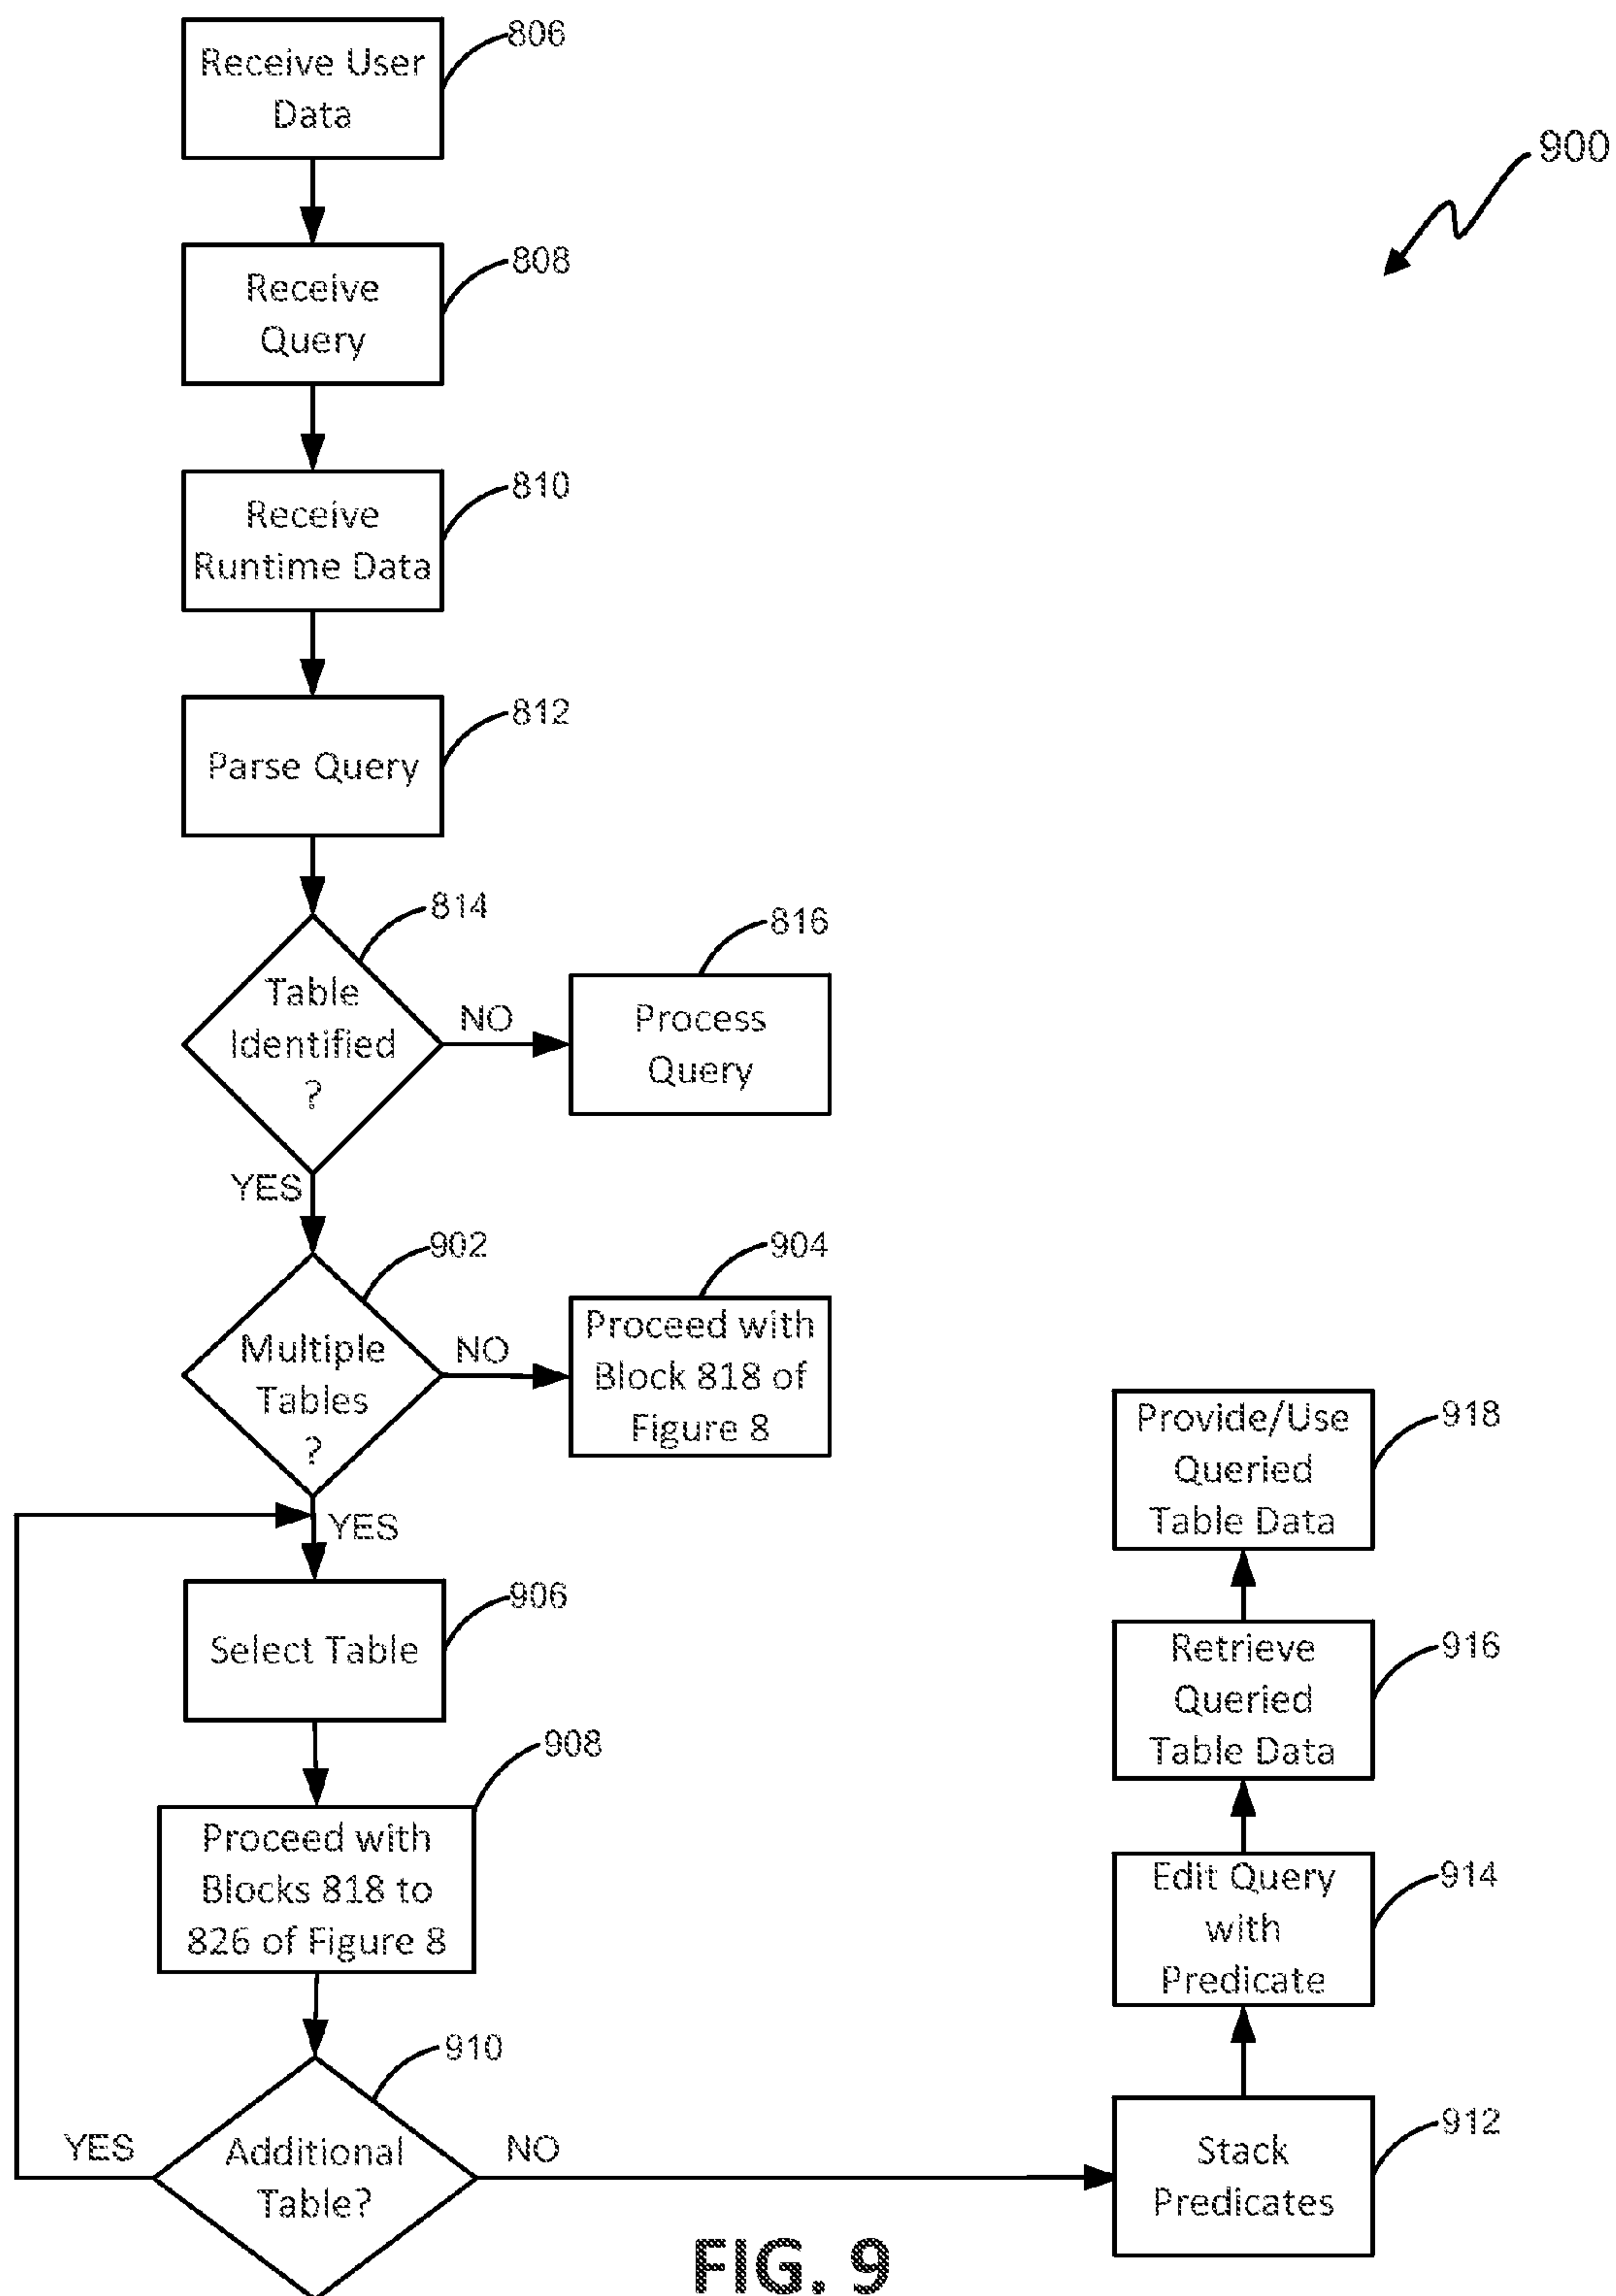 Receive User
Data
806
900
Receive
Query
808
Receive
Runtime Data
810
Parse Query
812
Table
Identified
?
814
NO
Process
Query
816
YES
Multiple
Tables
?
902
NO
Proceed with
Block 818 of
Figure 8
904
YES
Select Table
906
Proceed with
Blocks 818 to
826 of Figure 8
908
Additional
Table?
910
YES
NO
Stack
Predicates
912
Edit Query
with
Predicate
914
Retrieve
Queried
Table Data
916
Provide/Use
Queried
Table Data
918
FIG. 9